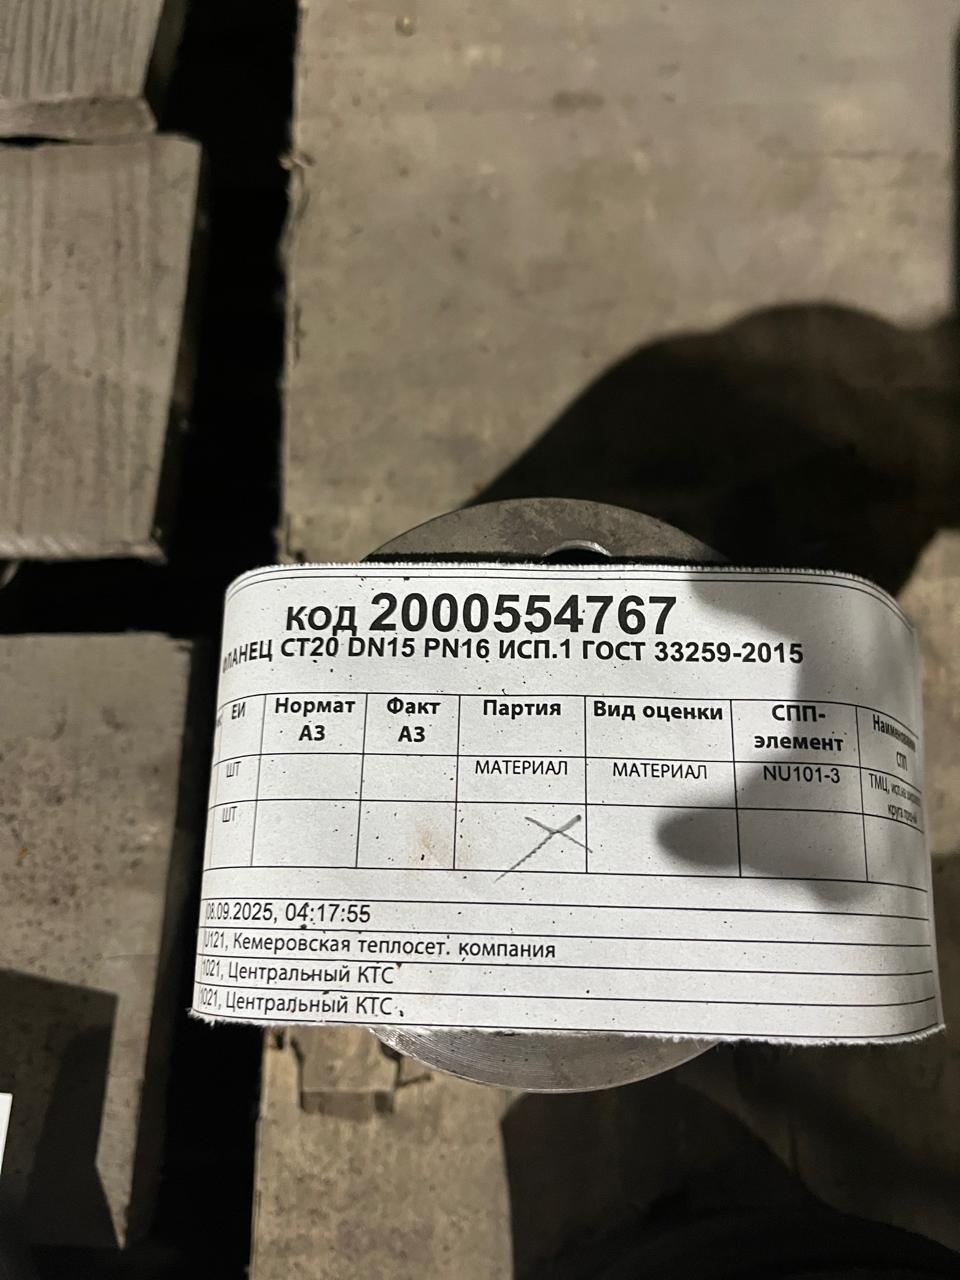 КОД 2000554767
ФЛАНЕЦ СТ20 DN15 PN16 ИСП.1 ГОСТ 33259-2015
ЕИ Нормат АЗ Факт АЗ Партия Вид оценки СПП-элемент Наименование СПП
ШТ МАТЕРИАЛ МАТЕРИАЛ NU101-3 ТМЦ,
ШТ
08.09.2025, 04:17:55
U121, Кемеровская теплосет. компания
1021, Центральный КТС
1021, Центральный КТС